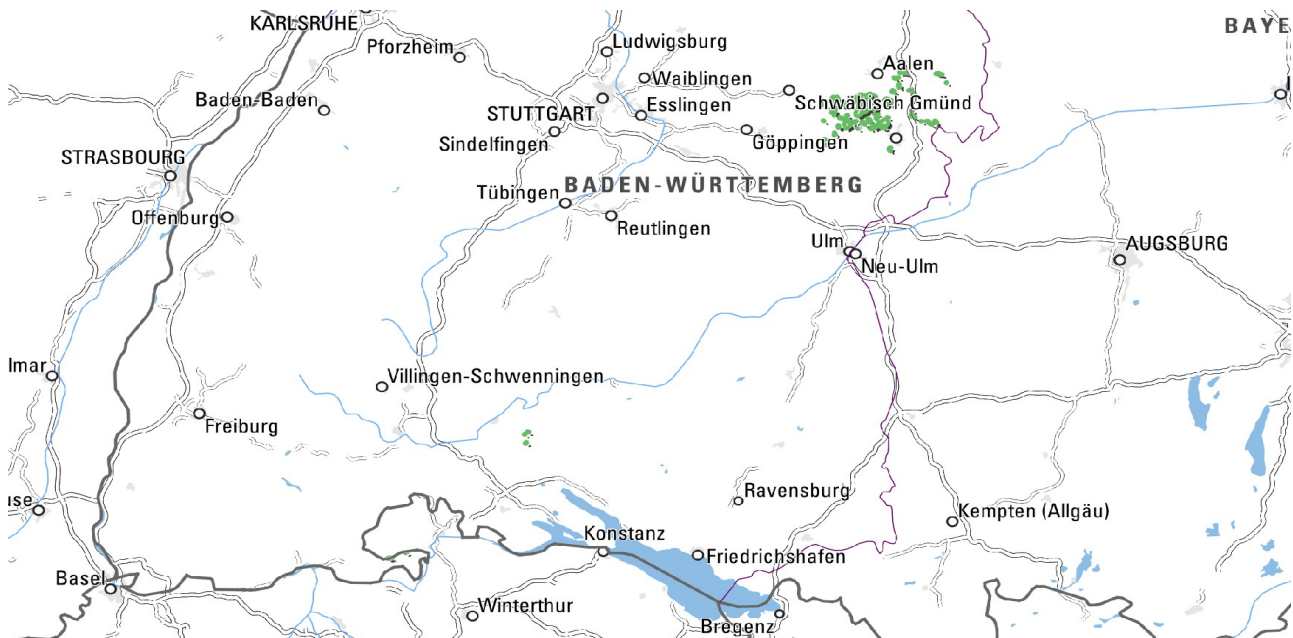 KARLSRUHE
BAYE
Pforzheim
Ludwigsburg
Aalen
Waiblingen
Baden-Baden
STUTTGART
Esslingen
Schwäbisch Gmünd
Sindelfingen
Göppingen
STRASBOURG
Tübingen
BADEN-WÜRTTEMBERG
Offenburg
Reutlingen
Ulm
Neu-Ulm
AUGSBURG
lmar
Villingen-Schwenningen
Freiburg
Ravensburg
Kempten (Allgäu)
Konstanz
Friedrichshafen
Basel
Winterthur
Bregenz